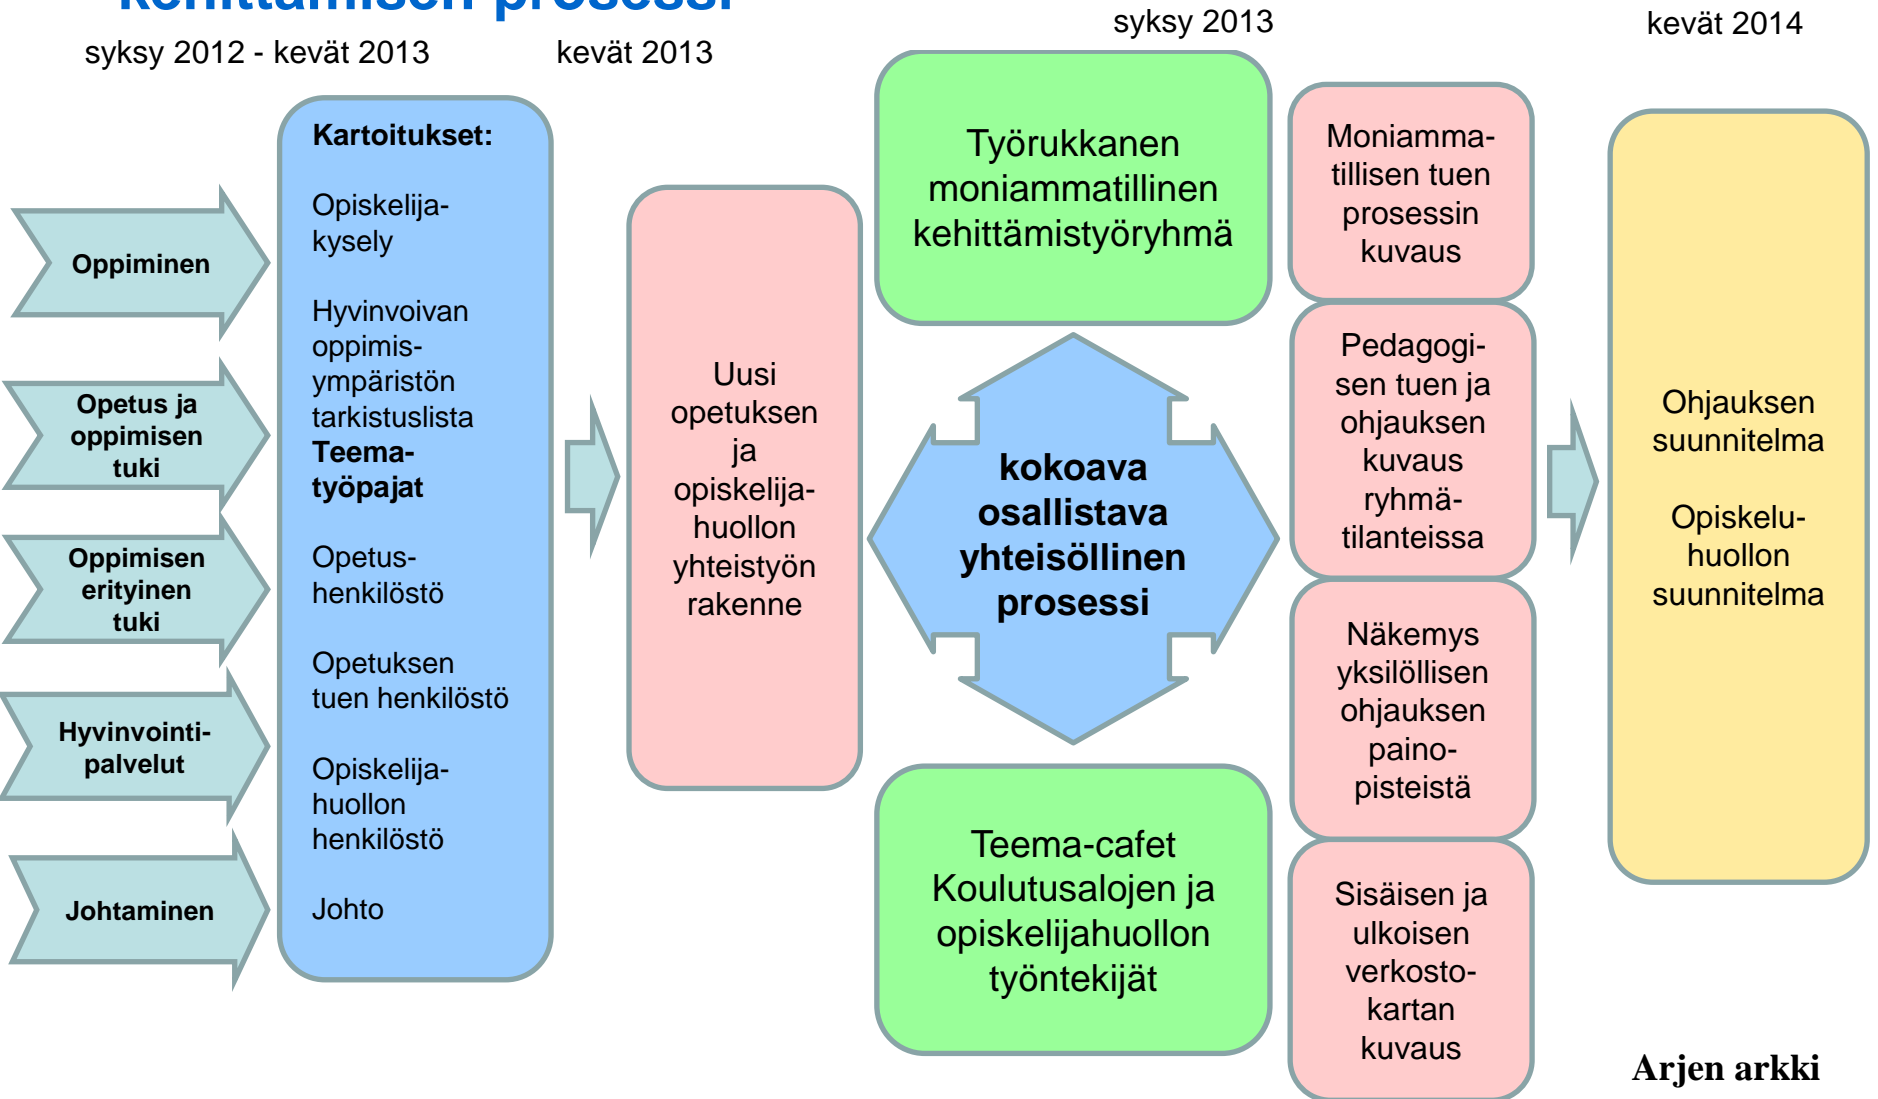 kehittämisen prosessi
syksy 2012 - kevät 2013
kevät 2013
syksy 2013
kevät 2014
Oppiminen
Opetus ja
oppimisen
tuki
Oppimisen
erityinen
tuki
Hyvinvointi-
palvelut
Johtaminen
Kartoitukset:
Opiskelija-
kysely
Hyvinvoivan
oppimis-
ympäristön
tarkistuslista
Teema-
työpajat
Opetus-
henkilöstö
Opetuksen
tuen henkilöstö
Opiskelija-
huollon
henkilöstö
Johto
Uusi
opetuksen
ja
opiskelija-
huollon
yhteistyön
rakenne
Työrukkanen
moniammatillinen
kehittämistyöryhmä
kokoava
osallistava
yhteisöllinen
prosessi
Teema-cafet
Koulutusalojen ja
opiskelijahuollon
työntekijät
Moniamma-
tillisen tuen
prosessin
kuvaus
Pedagogi-
sen tuen ja
ohjauksen
kuvaus
ryhmä-
tilanteissa
Näkemys
yksilöllisen
ohjauksen
paino-
pisteistä
Sisäisen ja
ulkoisen
verkosto-
kartan
kuvaus
Ohjauksen
suunnitelma
Opiskelu-
huollon
suunnitelma
Arjen arkki